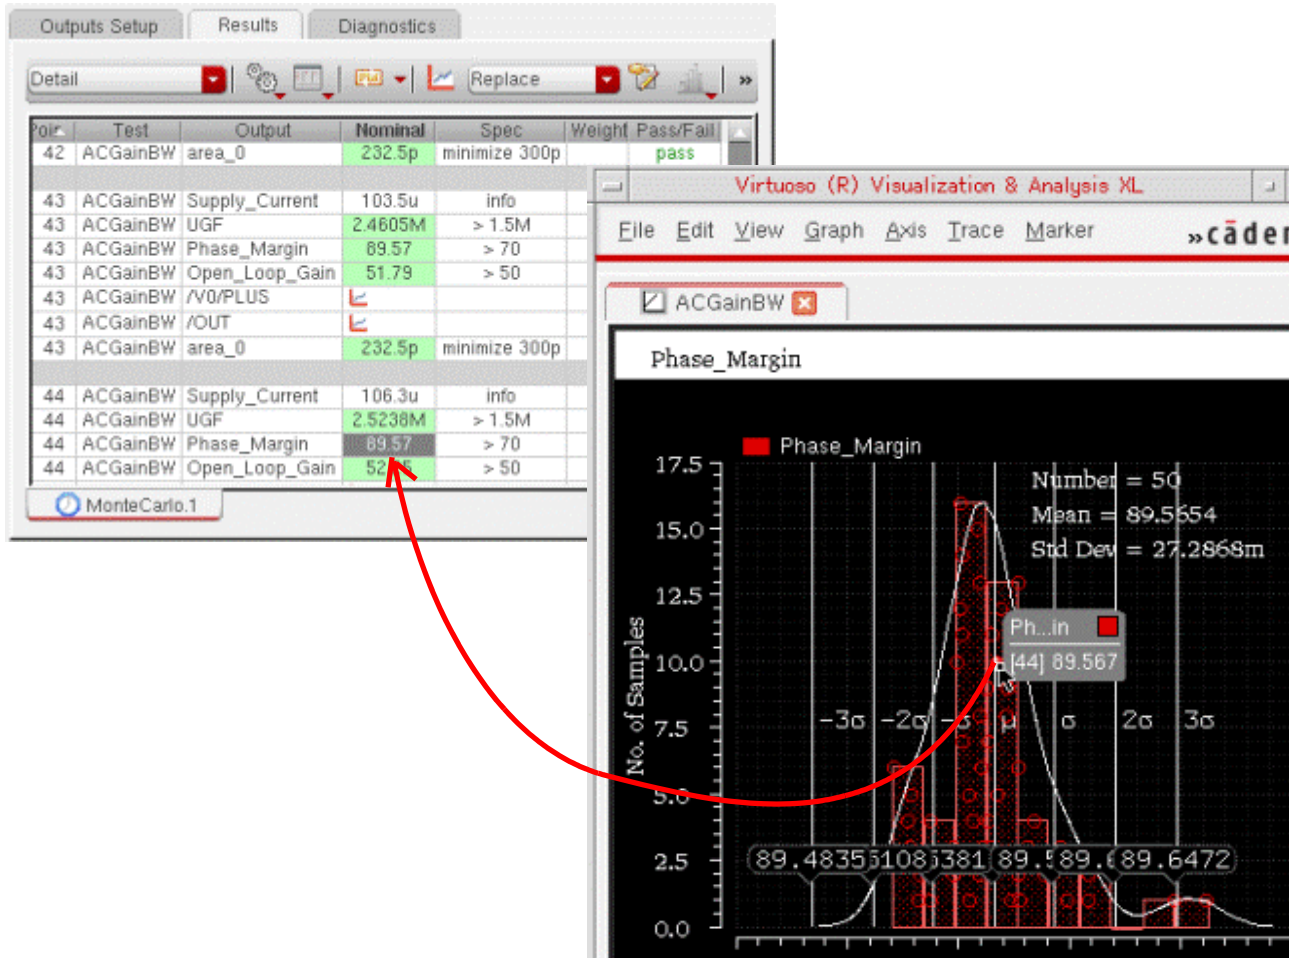 Outputs Setup Results Diagnostics
Detail Replace »
Test Output Nominal Spec Weight Pass/Fail
42 ACGainBW area_0 232.5p minimize 300p pass
43 ACGainBW Supply_Current 103.5u info
43 ACGainBW UGF 2.4605M > 1.5M
43 ACGainBW Phase_Margin 89.57 > 70
43 ACGainBW Open_Loop_Gain 51.79 > 50
43 ACGainBW /V0/PLUS
43 ACGainBW /OUT
43 ACGainBW area_0 232.5p minimize 300p
44 ACGainBW Supply_Current 106.3u info
44 ACGainBW UGF 2.5238M > 1.5M
44 ACGainBW Phase_Margin 89.57 > 70
44 ACGainBW Open_Loop_Gain > 50
MonteCarlo.1
Virtuoso (R) Visualization & Analysis XL
File Edit View Graph Axis Trace Marker » cāden
ACGainBW
Phase_Margin
Phase_Margin
Number = 50
Mean = 89.5654
Std Dev = 27.2868m
17.5
15.0
12.5
10.0
7.5
5.0
2.5
0.0
No. of Samples
Ph...in
[44] 89.567
-3σ -2σ μ σ 2σ 3σ
89.4835 89.6472